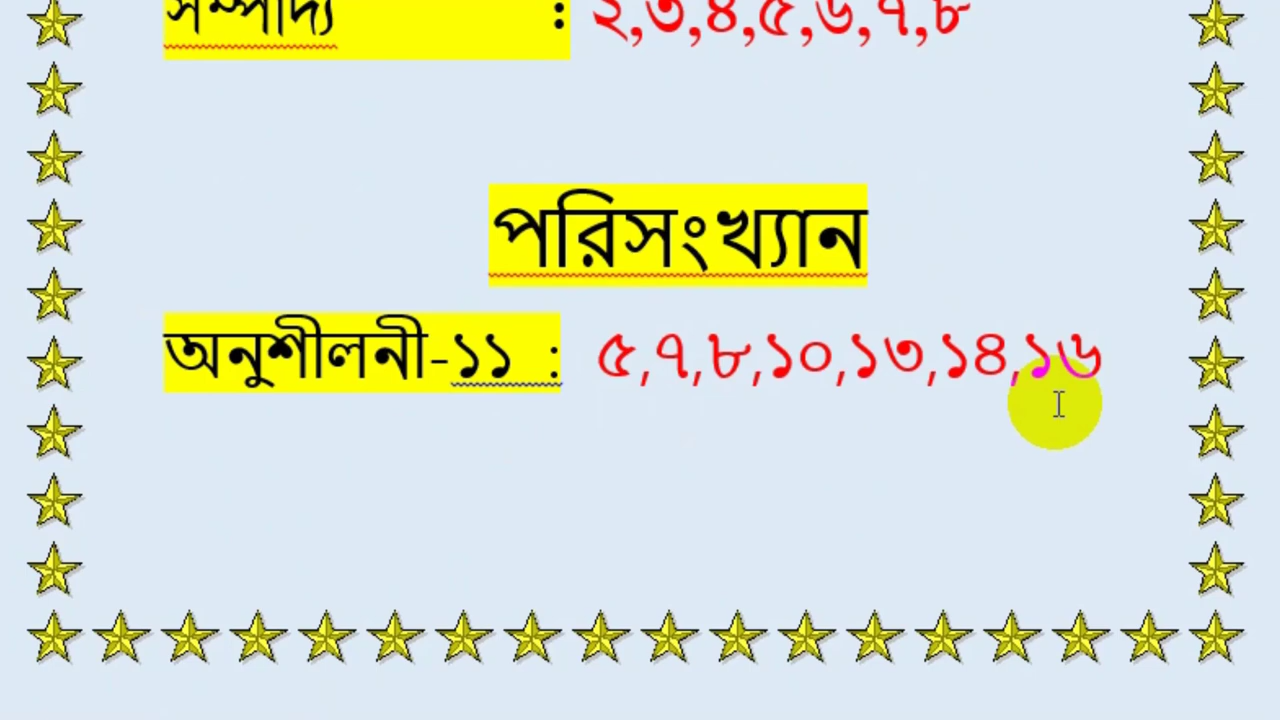 সম্পাদ্য : ২,৩,৪,৫,৬,৭,৮
পরিসংখ্যান
অনুশীলনী-১১ : ৫,৭,৮,১০,১৩,১৪,১৬